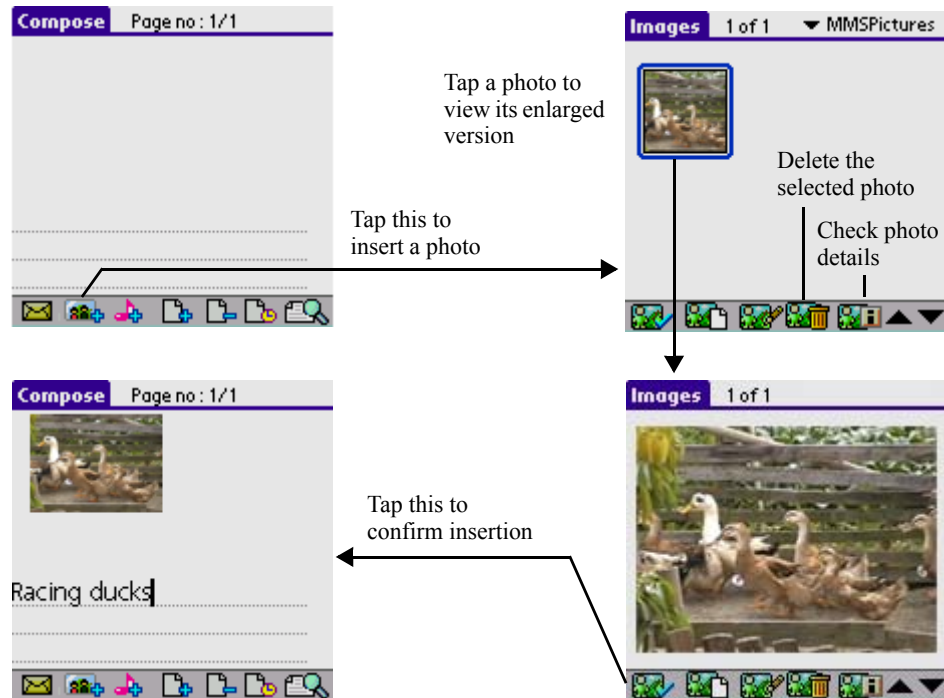 Compose Page no : 1/1
Images 1 of 1 MMSPictures
Tap a photo to
view its enlarged
version
Delete the
selected photo
Tap this to
insert a photo
Check photo
details
Compose Page no : 1/1
Images 1 of 1
Tap this to
confirm insertion
Racing ducks